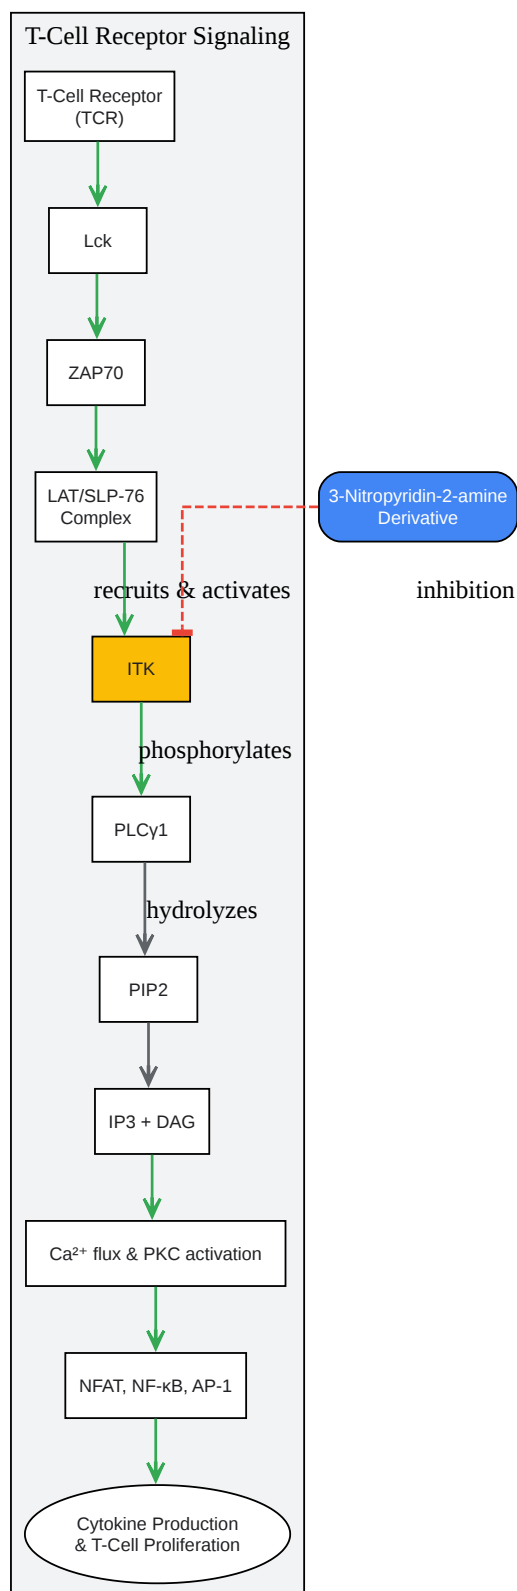 T-Cell Receptor Signaling
T-Cell Receptor
(TCR)
Lck
ZAP70
LAT/SLP-76
Complex
3-Nitropyridin-2-amine
Derivative
recruits & activates
inhibition
ITK
phosphorylates
PLCγ1
hydrolyzes
PIP2
IP3 + DAG
Ca²⁺ flux & PKC activation
NFAT, NF-κB, AP-1
Cytokine Production
& T-Cell Proliferation